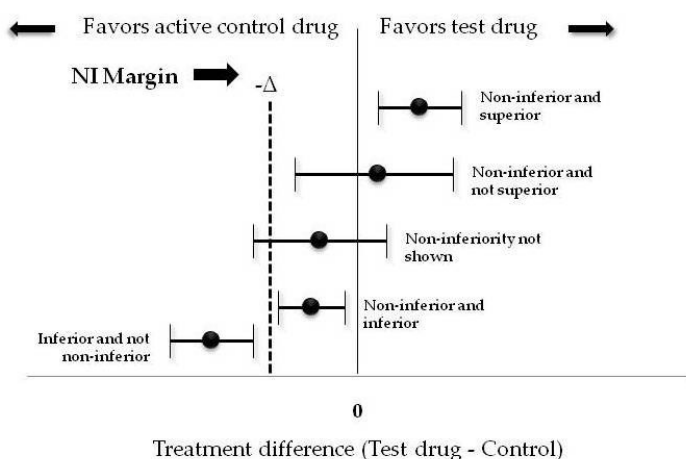 Favors active control drug
Favors test drug
NI Margin
-Δ
Non-inferior and
superior
Non-inferior and
not superior
Non-inferiority not
shown
Non-inferior and
inferior
Inferior and not
non-inferior
0
Treatment difference (Test drug - Control)